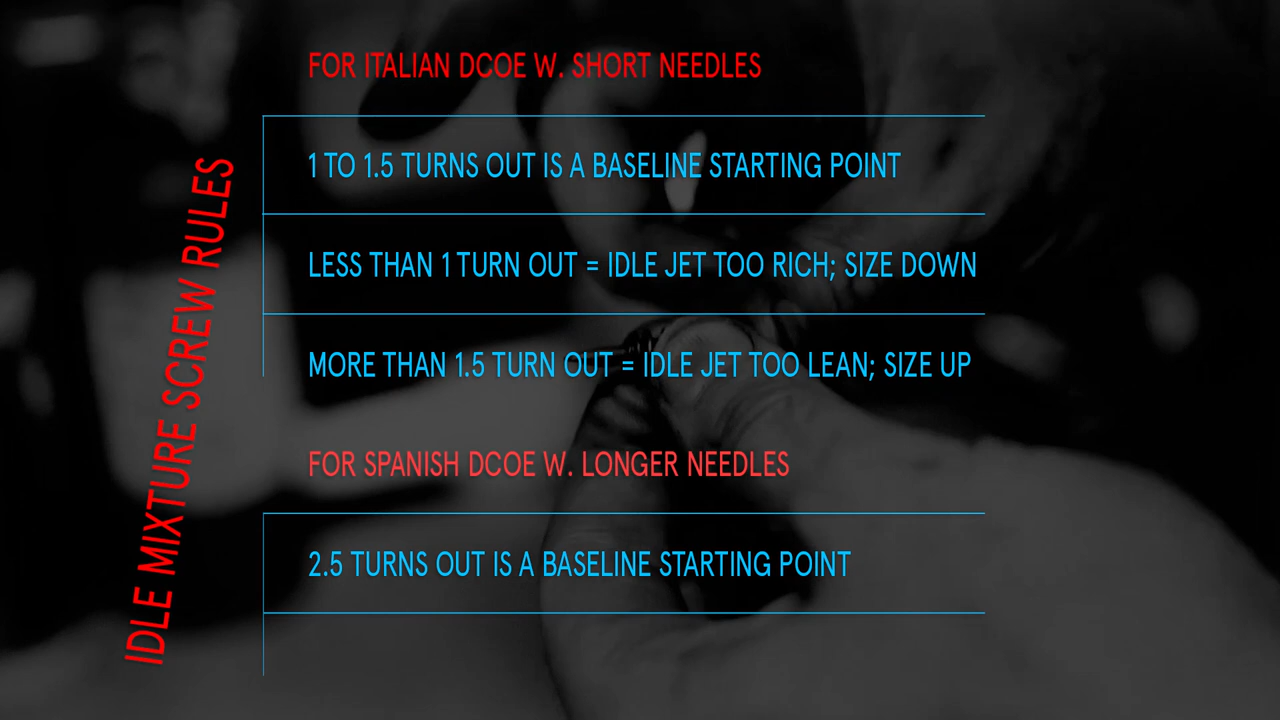 IDLE MIXTURE SCREW RULES
FOR ITALIAN DCOE W. SHORT NEEDLES
1 TO 1.5 TURNS OUT IS A BASELINE STARTING POINT
LESS THAN 1 TURN OUT = IDLE JET TOO RICH; SIZE DOWN
MORE THAN 1.5 TURN OUT = IDLE JET TOO LEAN; SIZE UP
FOR SPANISH DCOE W. LONGER NEEDLES
2.5 TURNS OUT IS A BASELINE STARTING POINT